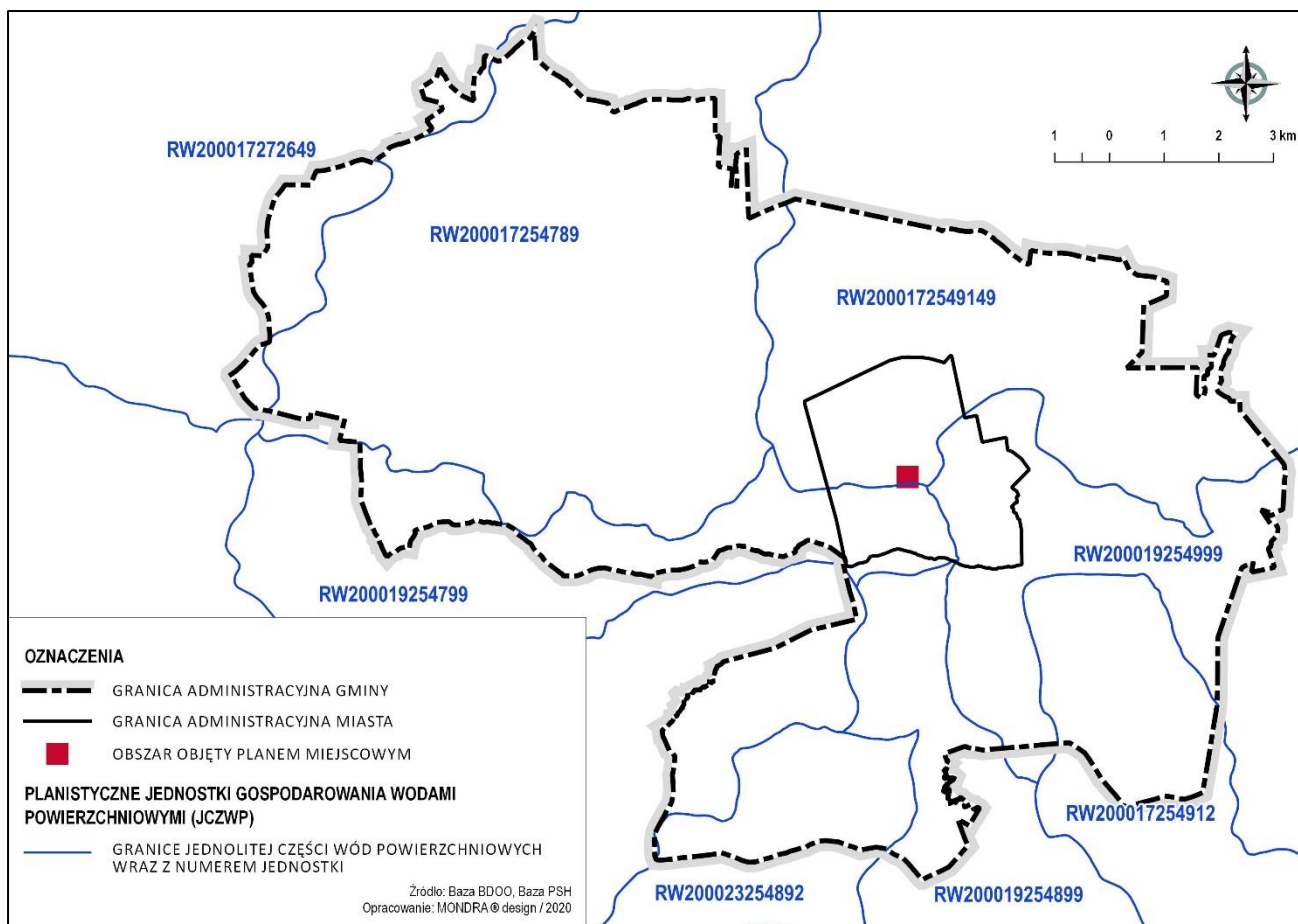 RW200017272649
RW200017254789
1 0 1 2 3 km
RW2000172549149
RW200019254999
RW200019254799
RW200017254912
RW200023254892
RW200019254899
OZNACZENIA
GRANICA ADMINISTRACYJNA GMINY
GRANICA ADMINISTRACYJNA MIASTA
OBSZAR OBJĘTY PLANEM MIEJSCOWYM
PLANISTYCZNE JEDNOSTKI GOSPODAROWANIA WODAMI
POWIERZCHNIOWYMI (JCZWP)
GRANICE JEDNOLITEJ CZĘŚCI WÓD POWIERZCHNIOWYCH
WRAZ Z NUMEREM JEDNOSTKI
Źródło: Baza BDOO, Baza PSH
Opracowanie: MONDRA ® design / 2020